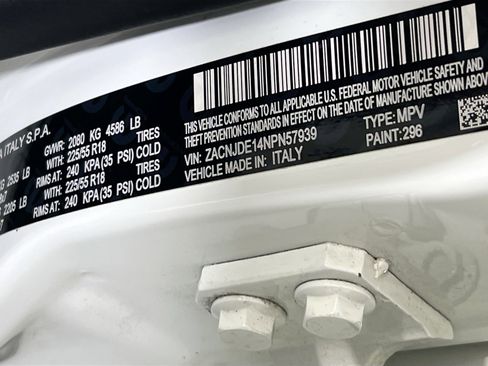 A ITALY S.P.A.
GVWR: 2080 KG 4586 LB
G 2535 LB TIRES
225/55 R18
RIMS AT: 240 KPA(35 PSI) COLD
G 2205 LB TIRES
225/55 R18
RIMS AT: 240 KPA(35 PSI) COLD
THIS VEHICLE CONFORMS TO ALL APPLICABLE U.S. FEDERAL MOTOR VEHICLE SAFETY AND
THEFT PREVENTION STANDARDS IN EFFECT ON THE DATE OF MANUFACTURE SHOWN ABOVE
VIN: ZACNJDE14NPN57939 TYPE: MPV
VEHICLE MADE IN: ITALY PAINT: 296